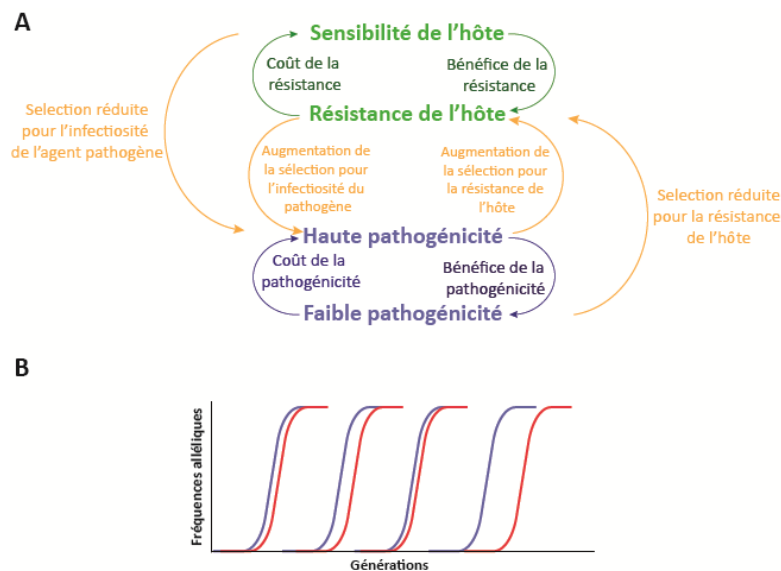 A
Sensibilité de l'hôte
Coût de la
résistance
Bénéfice de la
résistance
Résistance de l'hôte
Selection réduite
pour l'infectiosité
de l'agent pathogène
Augmentation de
la sélection pour
l'infectiosité du
pathogène
Augmentation de
la sélection pour
la résistance de
l'hôte
Selection réduite
pour la résistance
de l'hôte
Haute pathogénicité
Coût de la
pathogénicité
Bénéfice de la
pathogénicité
Faible pathogénicité
B
Fréquences alléliques
Générations